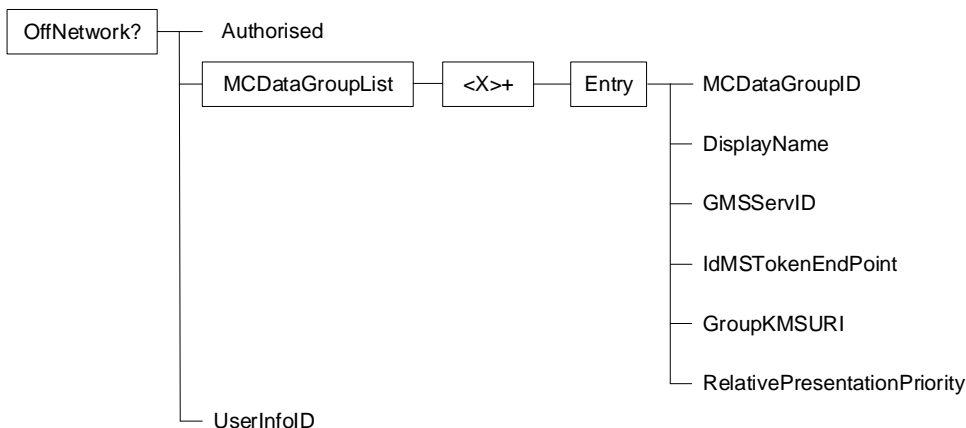 OffNetwork?
Authorised
MCDataGroupList
<X>+
Entry
MCDataGroupID
DisplayName
GMSServID
IdMSTokenEndPoint
GroupKMSURI
RelativePresentationPriority
UserInfoID